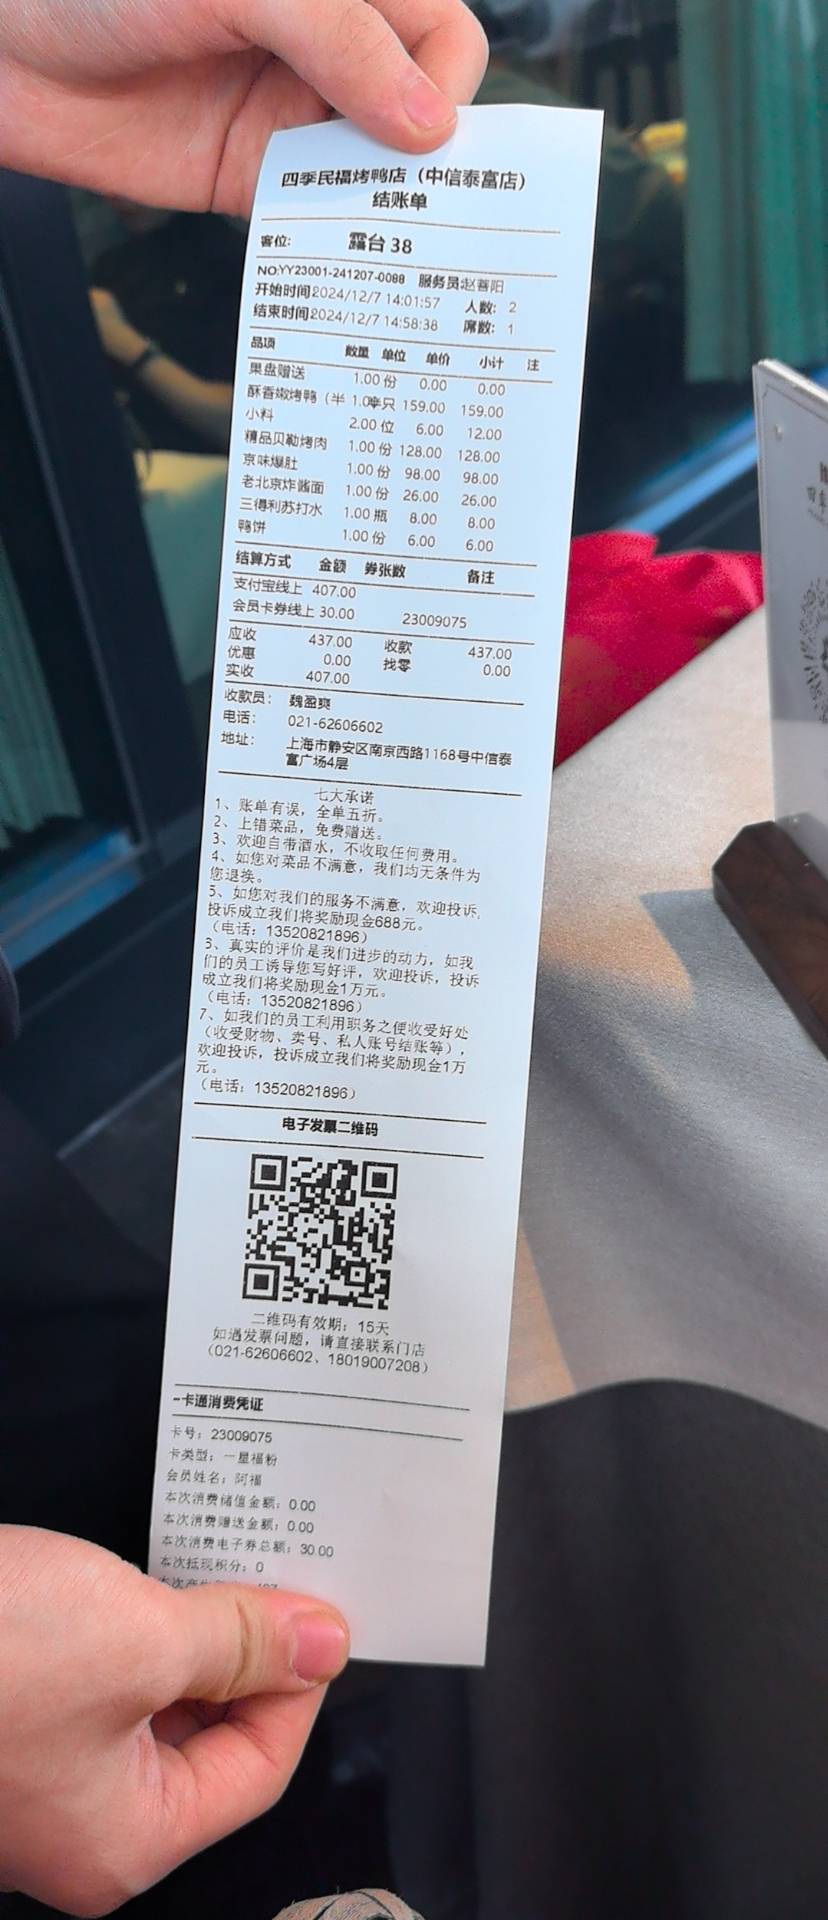 四季民福烤鸭店（中信泰富店）
结账单
客位： 露台38
NO:YY23001-241207-0088 服务员:赵香阳
开始时间2024/12/7 14:01:57 人数： 2
结束时间2024/12/7 14:58:38 席数： 1
品项 数量 单位 单价 小计 注
果盘赠送 1.00 份 0.00 0.00
酥香嫩烤鸭（半 1.00 半只 159.00 159.00
小料 2.00 位 6.00 12.00
精品贝勒烤肉 1.00 份 128.00 128.00
京味爆肚 1.00 份 98.00 98.00
老北京炸酱面 1.00 份 26.00 26.00
三得利苏打水 1.00 瓶 8.00 8.00
鸭饼 1.00 份 6.00 6.00
结算方式 金额 券张数 备注
支付宝线上 407.00
会员卡券线上 30.00 23009075
应收 437.00 收款 437.00
优惠 0.00 找零 0.00
实收 407.00
收款员： 魏盈爽
电话： 021-62606602
地址： 上海市静安区南京西路1168号中信泰
富广场4层
七大承诺
1、账单有误，全单五折。
2、上错菜品，免费赠送。
3、欢迎自带酒水，不收取任何费用。
4、如您对菜品不满意，我们均无条件为
您退换。
5、如您对我们的服务不满意，欢迎投诉，
投诉成立我们将奖励现金688元。
（电话：13520821896）
6、真实的评价是我们进步的动力，如我
们的员工诱导您写好评，欢迎投诉，投诉
成立我们将奖励现金1万元。
（电话：13520821896）
7、如我们的员工利用职务之便收受好处
（收受财物、卖号、私人账号结账等），
欢迎投诉，投诉成立我们将奖励现金1万
元。
（电话：13520821896）
电子发票二维码
二维码有效期：15天
如遇发票问题，请直接联系门店
（021-62606602、18019007208）
一卡通消费凭证
卡号：23009075
卡类型：一星福粉
会员姓名：阿福
本次消费储值金额：0.00
本次消费赠送金额：0.00
本次消费电子券总额：30.00
本次抵现积分：0